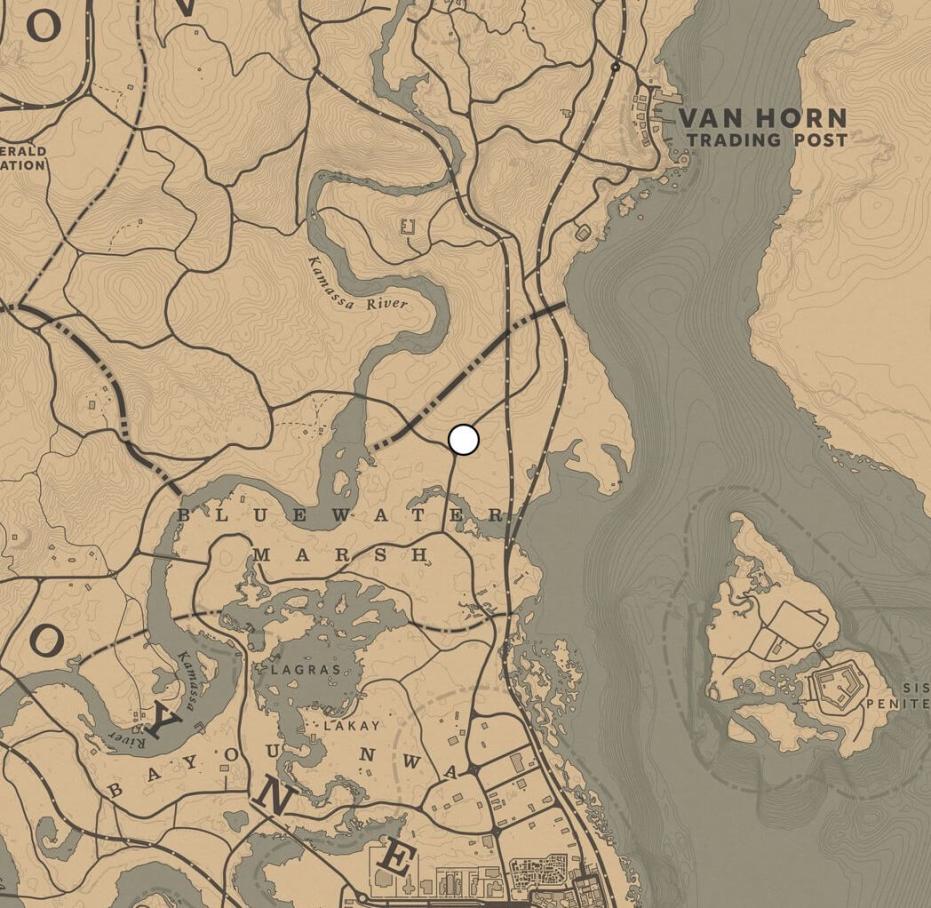 O
V
VAN HORN
TRADING POST
ERALD
ATION
Kamassa River
BLUEWATER
MARSH
O
LAGRAS
Kamassa
River
LAKAY
SIS
PENITE
Y
BAYOU NWA
N
E